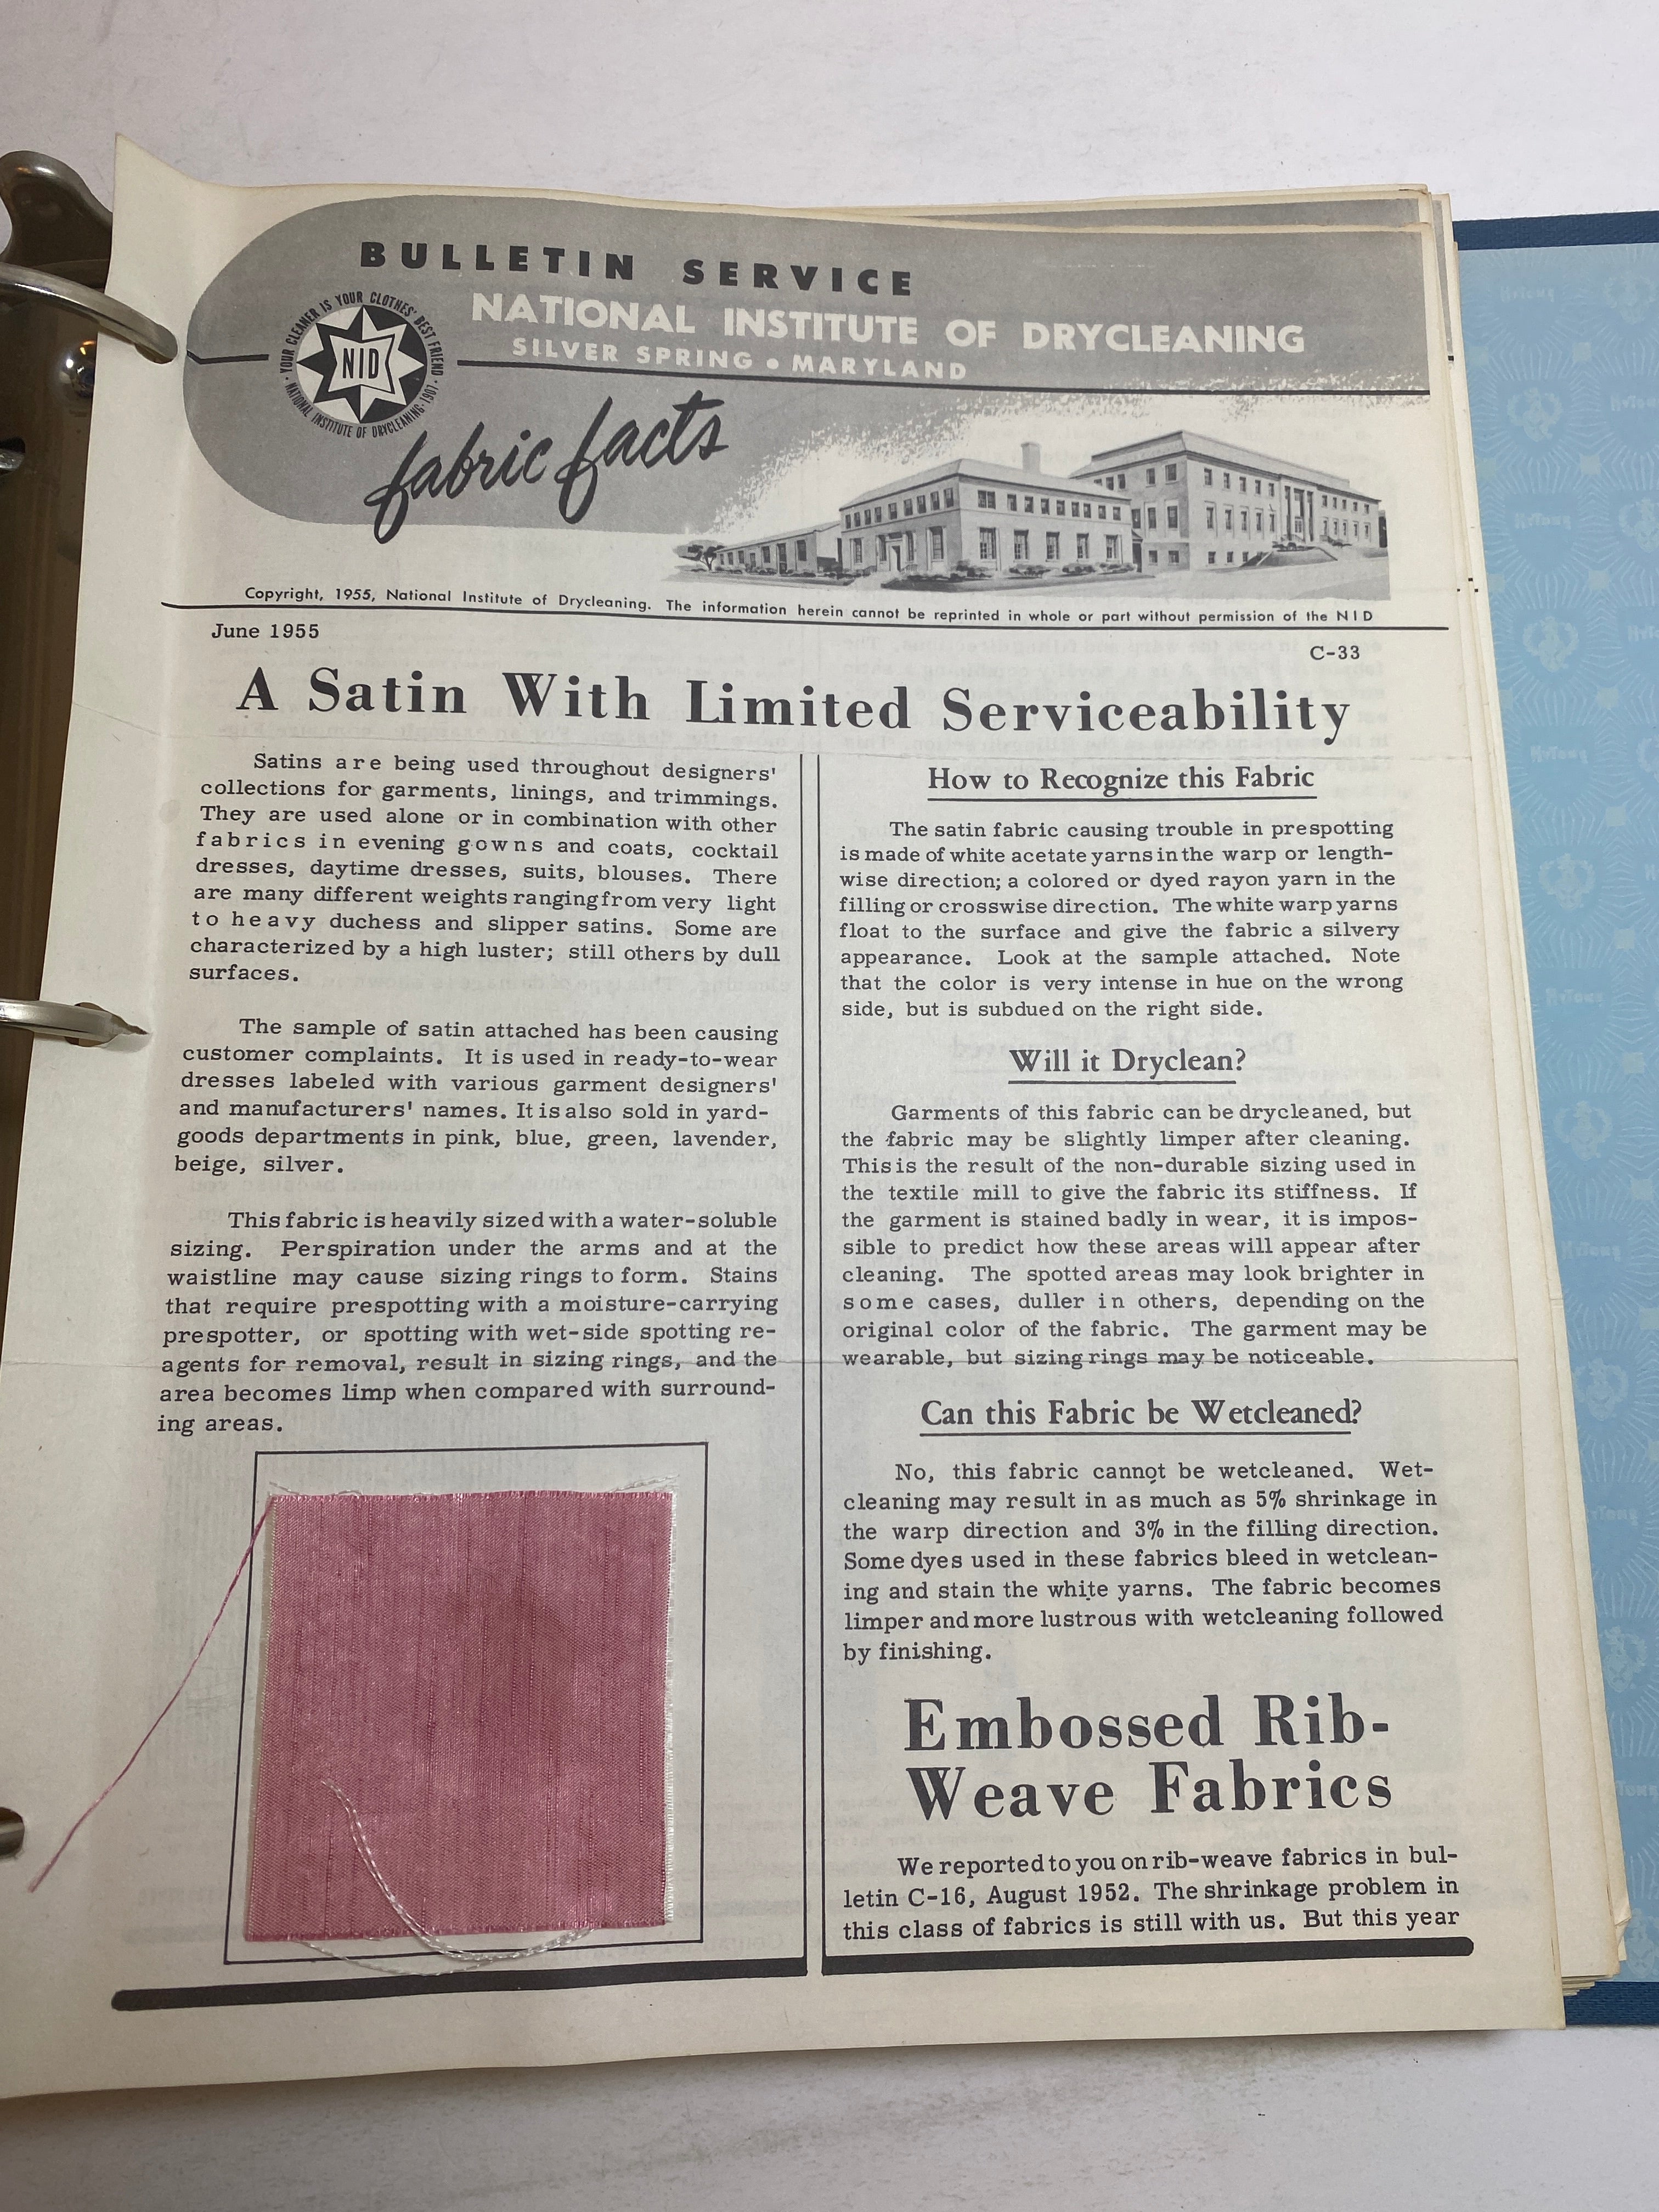 BULLETIN SERVICE
NATIONAL INSTITUTE OF DRYCLEANING
SILVER SPRING • MARYLAND
• YOUR CLEANER IS YOUR CLOTHES' BEST FRIEND •
NATIONAL INSTITUTE OF DRYCLEANING-1907
NID
fabric facts
Copyright, 1955, National Institute of Drycleaning. The information herein cannot be reprinted in whole or part without permission of the NID
June 1955
C-33
A Satin With Limited Serviceability
Satins are being used throughout designers'
collections for garments, linings, and trimmings.
They are used alone or in combination with other
fabrics in evening gowns and coats, cocktail
dresses, daytime dresses, suits, blouses. There
are many different weights ranging from very light
to heavy duchess and slipper satins. Some are
characterized by a high luster; still others by dull
surfaces.
The sample of satin attached has been causing
customer complaints. It is used in ready-to-wear
dresses labeled with various garment designers'
and manufacturers' names. It is also sold in yard-
goods departments in pink, blue, green, lavender,
beige, silver.
This fabric is heavily sized with a water-soluble
sizing. Perspiration under the arms and at the
waistline may cause sizing rings to form. Stains
that require prespotting with a moisture-carrying
prespotter, or spotting with wet-side spotting re-
agents for removal, result in sizing rings, and the
area becomes limp when compared with surround-
ing areas.
How to Recognize this Fabric
The satin fabric causing trouble in prespotting
is made of white acetate yarns in the warp or length-
wise direction; a colored or dyed rayon yarn in the
filling or crosswise direction. The white warp yarns
float to the surface and give the fabric a silvery
appearance. Look at the sample attached. Note
that the color is very intense in hue on the wrong
side, but is subdued on the right side.
Will it Dryclean?
Garments of this fabric can be drycleaned, but
the fabric may be slightly limper after cleaning.
This is the result of the non-durable sizing used in
the textile mill to give the fabric its stiffness. If
the garment is stained badly in wear, it is impos-
sible to predict how these areas will appear after
cleaning. The spotted areas may look brighter in
some cases, duller in others, depending on the
original color of the fabric. The garment may be
wearable, but sizing rings may be noticeable.
Can this Fabric be Wetcleaned?
No, this fabric cannot be wetcleaned. Wet-
cleaning may result in as much as 5% shrinkage in
the warp direction and 3% in the filling direction.
Some dyes used in these fabrics bleed in wetclean-
ing and stain the white yarns. The fabric becomes
limper and more lustrous with wetcleaning followed
by finishing.
Embossed Rib-
Weave Fabrics
We reported to you on rib-weave fabrics in bul-
letin C-16, August 1952. The shrinkage problem in
this class of fabrics is still with us. But this year